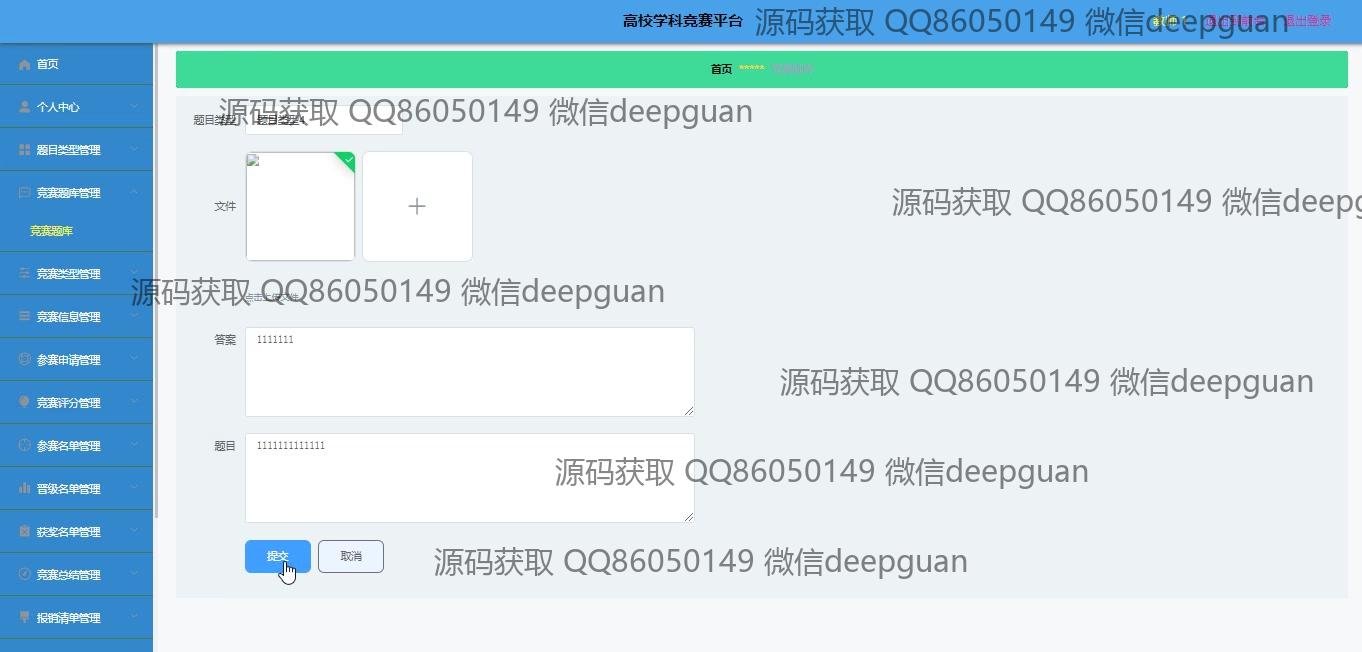 高校学科竞赛平台
源码获取 QQ86050149 微信deepguan
退出登录
首页
首页 *****
个人中心
源码获取 QQ86050149 微信deepguan
题目类型
题目类型4
题目类型管理
竞赛题库管理
源码获取 QQ86050149 微信deepg
文件
竞赛题库
竞赛类型管理
源码获取 QQ86050149 微信deepguan
点击上传文件
竞赛信息管理
答案
1111111
参赛申请管理
源码获取 QQ86050149 微信deepguan
竞赛评分管理
参赛名单管理
题目
1111111111111
源码获取 QQ86050149 微信deepguan
晋级名单管理
获奖名单管理
提交
取消
源码获取 QQ86050149 微信deepguan
竞赛总结管理
报销清单管理